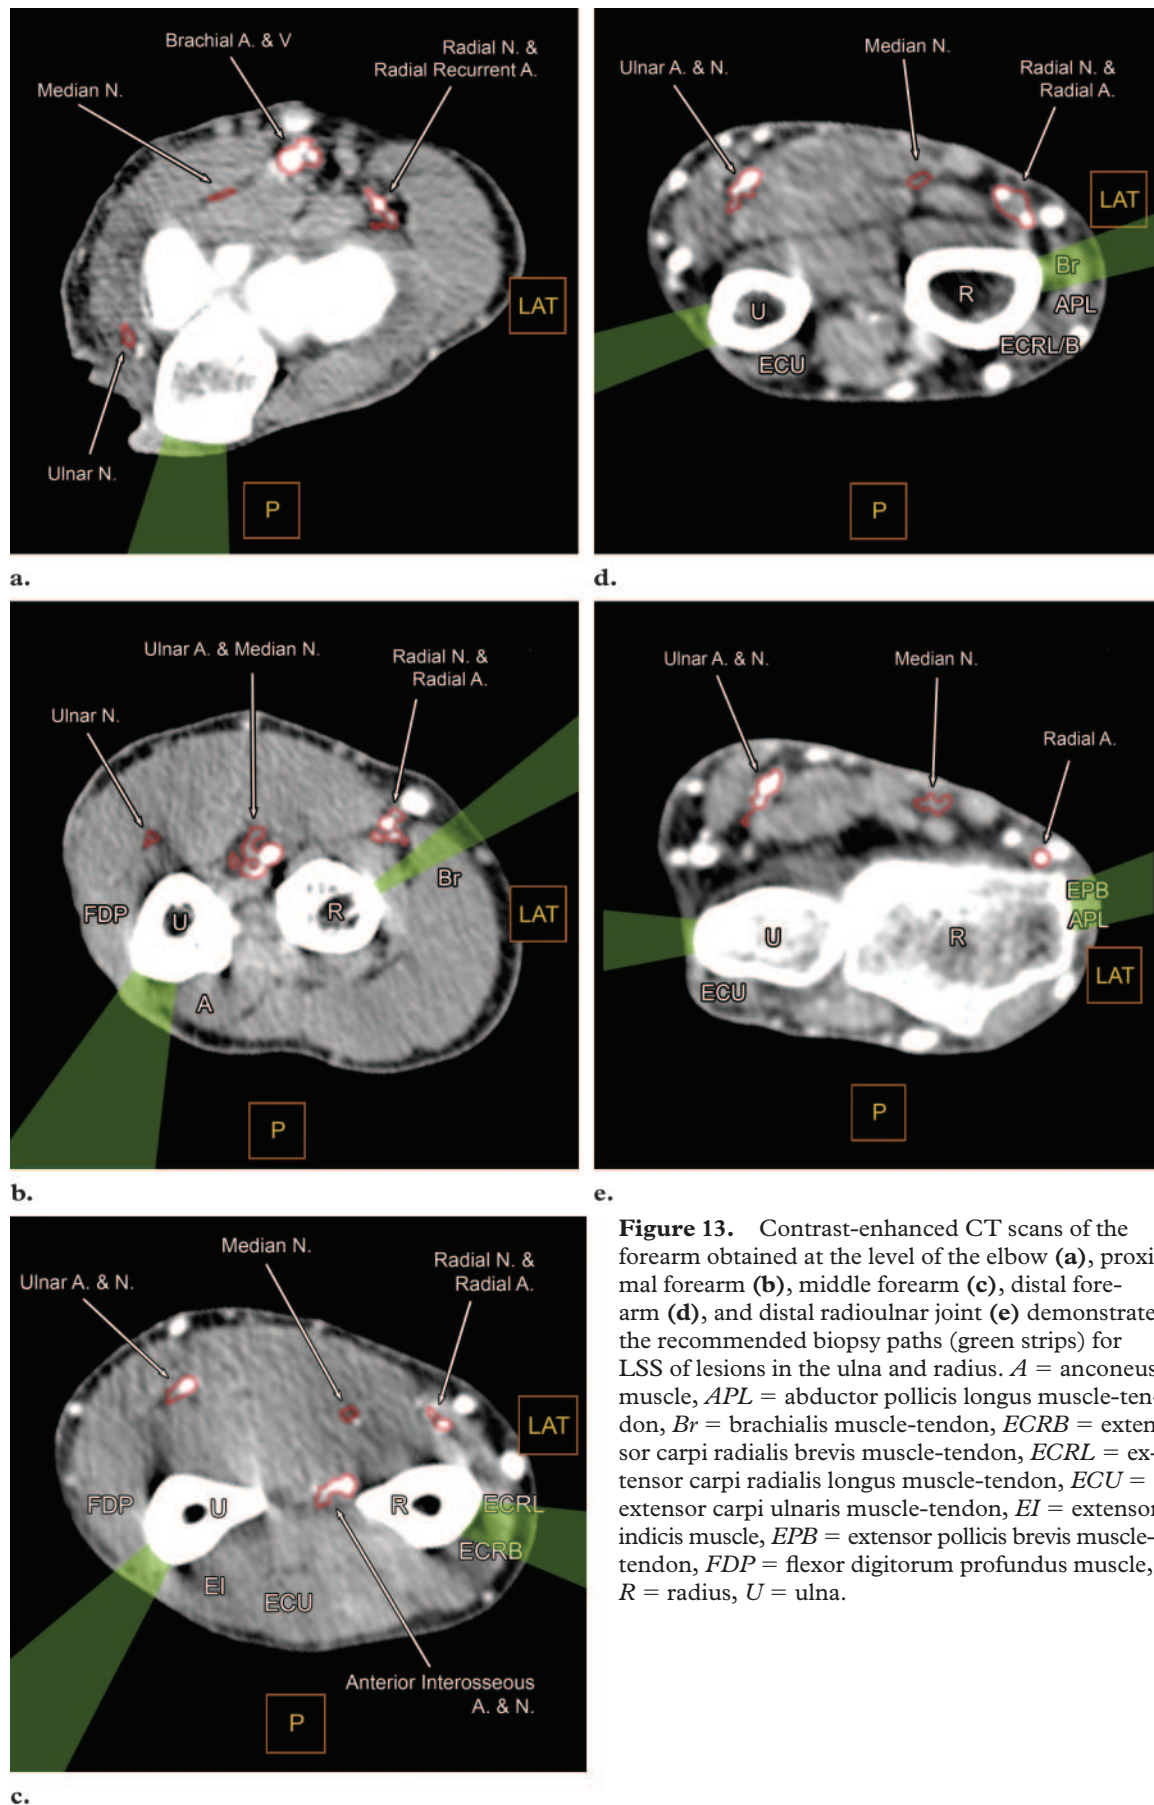 Brachial A. & V
Radial N. &
Radial Recurrent A.
Median N.
LAT
Ulnar N.
P
a.
Median N.
Ulnar A. & N.
Radial N. &
Radial A.
LAT
Br
R
U
APL
ECRL/B
ECU
P
d.
Ulnar A. & Median N.
Radial N. &
Radial A.
Ulnar N.
Br
FDP
U
R
LAT
A
P
b.
Ulnar A. & N.
Median N.
Radial A.
EPB
APL
U
R
LAT
ECU
P
e.
Median N.
Radial N. &
Radial A.
Ulnar A. & N.
LAT
FDP
U
R
ECRL
ECRB
EI
ECU
Anterior Interosseous
A. & N.
P
c.
Figure 13. Contrast-enhanced CT scans of the
forearm obtained at the level of the elbow (a), proxi
mal forearm (b), middle forearm (c), distal fore-
arm (d), and distal radioulnar joint (e) demonstrate
the recommended biopsy paths (green strips) for
LSS of lesions in the ulna and radius. A = anconeus
muscle, APL = abductor pollicis longus muscle-ten-
don, Br = brachialis muscle-tendon, ECRB = exten
sor carpi radialis brevis muscle-tendon, ECRL = ex-
tensor carpi radialis longus muscle-tendon, ECU =
extensor carpi ulnaris muscle-tendon, EI = extensor
indicis muscle, EPB = extensor pollicis brevis muscle-
tendon, FDP = flexor digitorum profundus muscle,
R = radius, U = ulna.